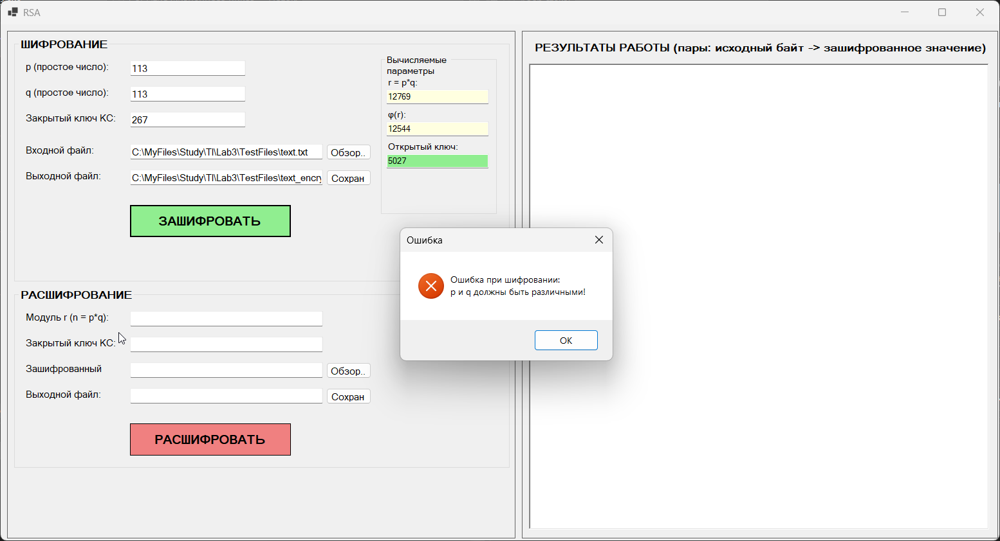 RSA
ШИФРОВАНИЕ
p (простое число):
113
q (простое число):
113
Закрытый ключ КС:
267
Входной файл:
C:\MyFiles\Study\TI\Lab3\TestFiles\text.txt
Обзор..
Выходной файл:
C:\MyFiles\Study\TI\Lab3\TestFiles\text_encry
Сохран
ЗАШИФРОВАТЬ
Вычисляемые
параметры
r = p*q:
12769
φ(r):
12544
Открытый ключ:
5027
РАСШИФРОВАНИЕ
Модуль r (n = p*q):
Закрытый ключ КС:
Зашифрованный
Обзор..
Выходной файл:
Сохран
РАСШИФРОВАТЬ
РЕЗУЛЬТАТЫ РАБОТЫ (пары: исходный байт -> зашифрованное значение)
Ошибка
Ошибка при шифровании:
p и q должны быть различными!
ОК